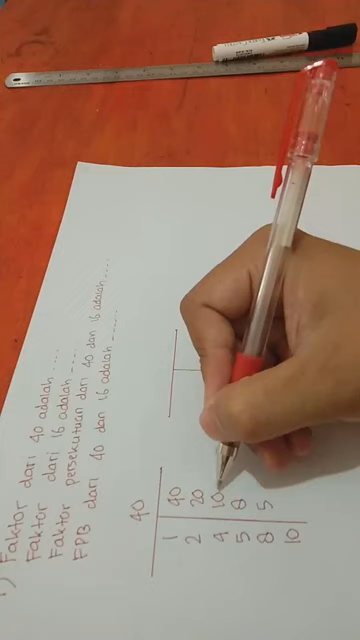 1) Faktor dari 40 adalah ....
Faktor dari 16 adalah ....
Faktor persekutuan dari 40 dan 16 adalah ....
FPB dari 40 dan 16 adalah ....
40
1 40
2 20
4 10
5 8
8 5
10